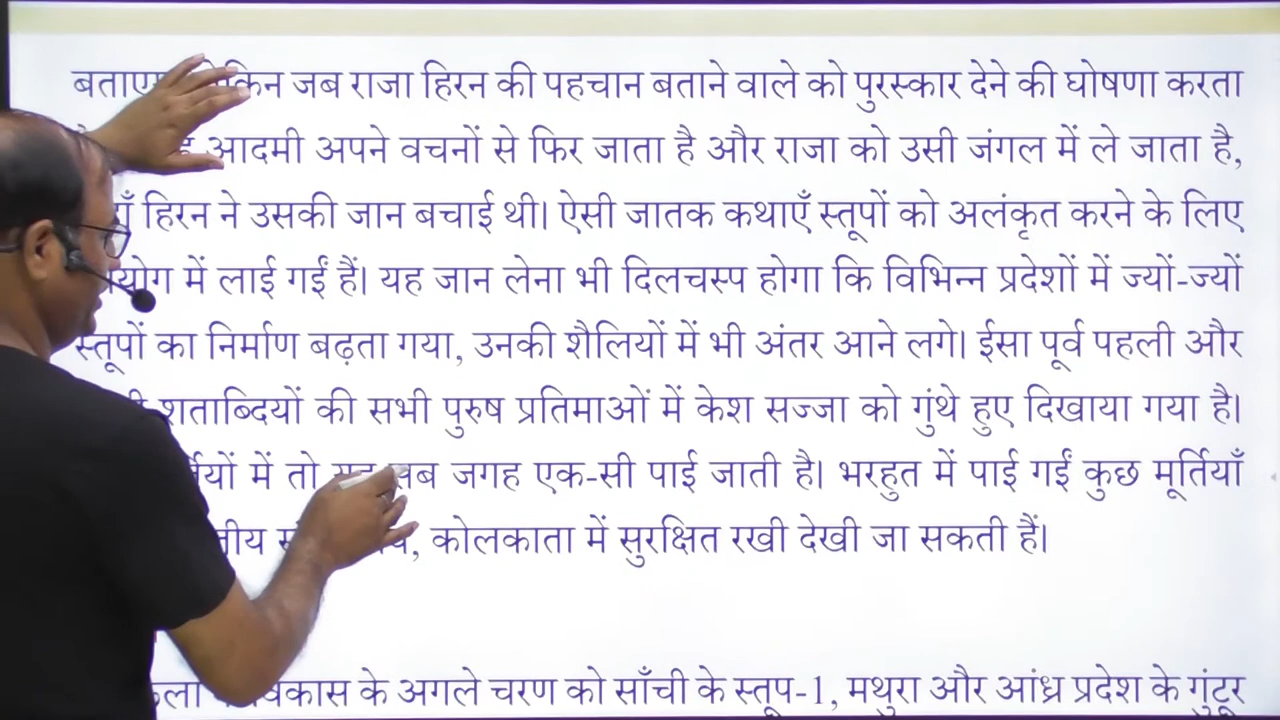 जब राजा हिरन की पहचान बताने वाले को पुरस्कार देने की घोषणा करता
आदमी अपने वचनों से फिर जाता है और राजा को उसी जंगल में ले जाता है,
हिरन ने उसकी जान बचाई थी। ऐसी जातक कथाएँ स्तूपों को अलंकृत करने के लिए
में लाई गईं हैं। यह जान लेना भी दिलचस्प होगा कि विभिन्न प्रदेशों में ज्यों-ज्यों
स्तूपों का निर्माण बढ़ता गया, उनकी शैलियों में भी अंतर आने लगे। ईसा पूर्व पहली और
शताब्दियों की सभी पुरुष प्रतिमाओं में केश सज्जा को गुंथे हुए दिखाया गया है।
में तो सब जगह एक-सी पाई जाती है। भरहुत में पाई गईं कुछ मूर्तियाँ
कोलकाता में सुरक्षित रखी देखी जा सकती हैं।
के अगले चरण को साँची के स्तूप-1, मथुरा और आंध्र प्रदेश के गुंटूर